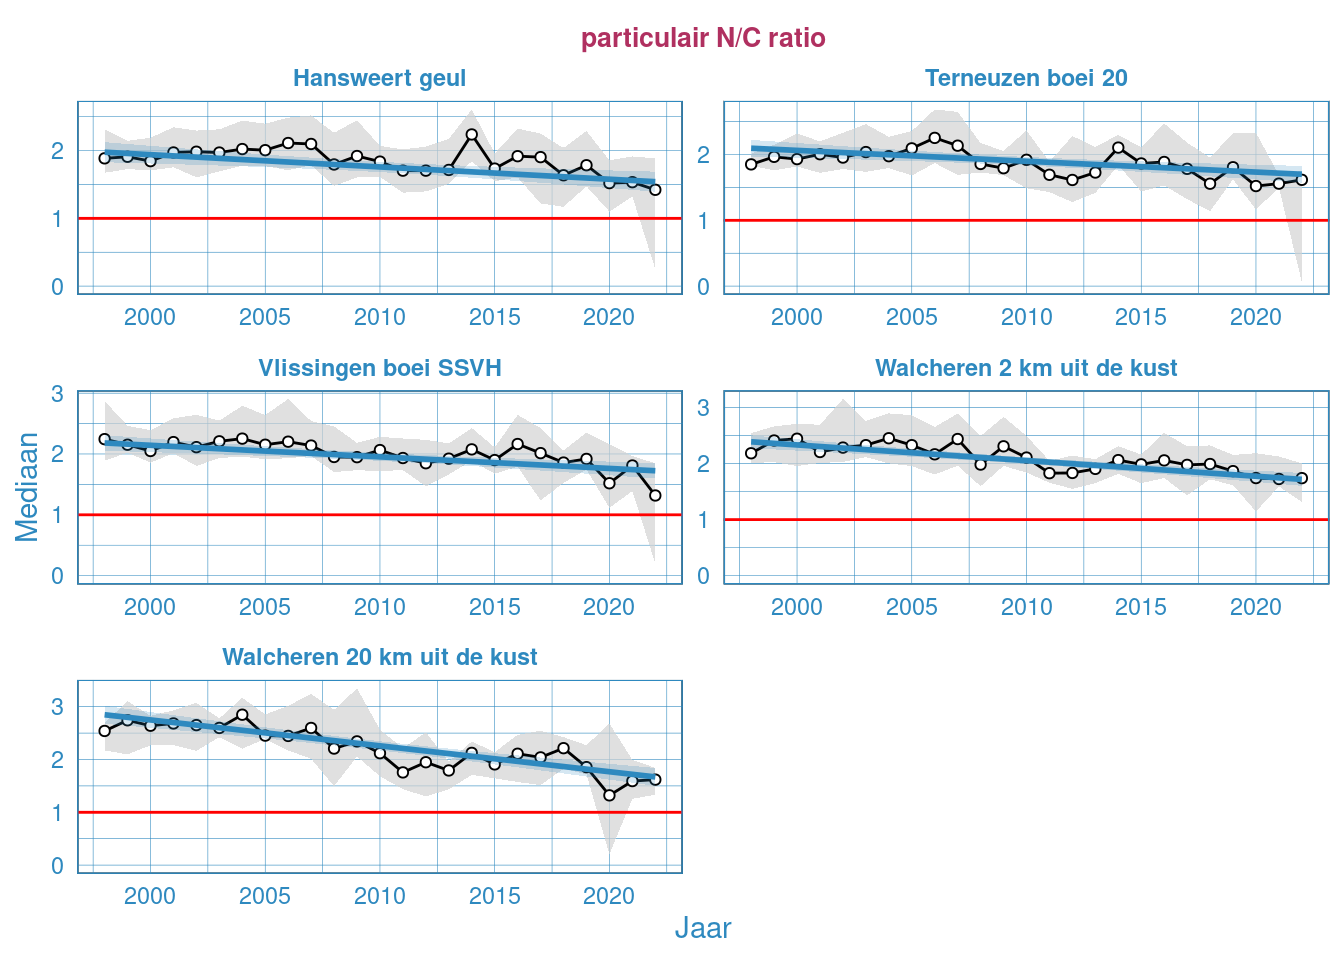 particulair N/C ratio
Hansweert geul
Terneuzen boei 20
2
1
0
2
1
0
2000 2005 2010 2015 2020
2000 2005 2010 2015 2020
Vlissingen boei SSVH
Walcheren 2 km uit de kust
3
2
1
0
3
2
1
0
2000 2005 2010 2015 2020
2000 2005 2010 2015 2020
Mediaan
Walcheren 20 km uit de kust
3
2
1
0
2000 2005 2010 2015 2020
Jaar